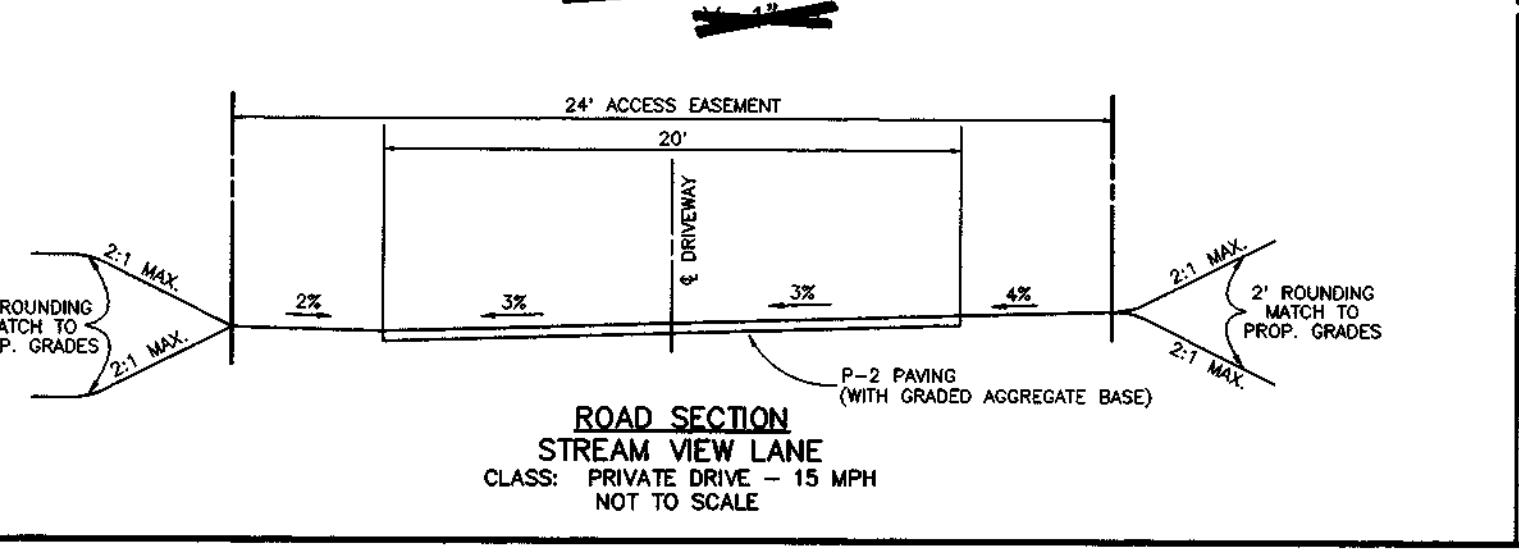 24' ACCESS EASEMENT
20'
℄ DRIVEWAY
2:1 MAX.
2:1 MAX.
ROUNDING
MATCH TO
PROP. GRADES
2:1 MAX.
2:1 MAX.
2' ROUNDING
MATCH TO
PROP. GRADES
2%
3%
3%
4%
P-2 PAVING
(WITH GRADED AGGREGATE BASE)
ROAD SECTION
STREAM VIEW LANE
CLASS: PRIVATE DRIVE - 15 MPH
NOT TO SCALE